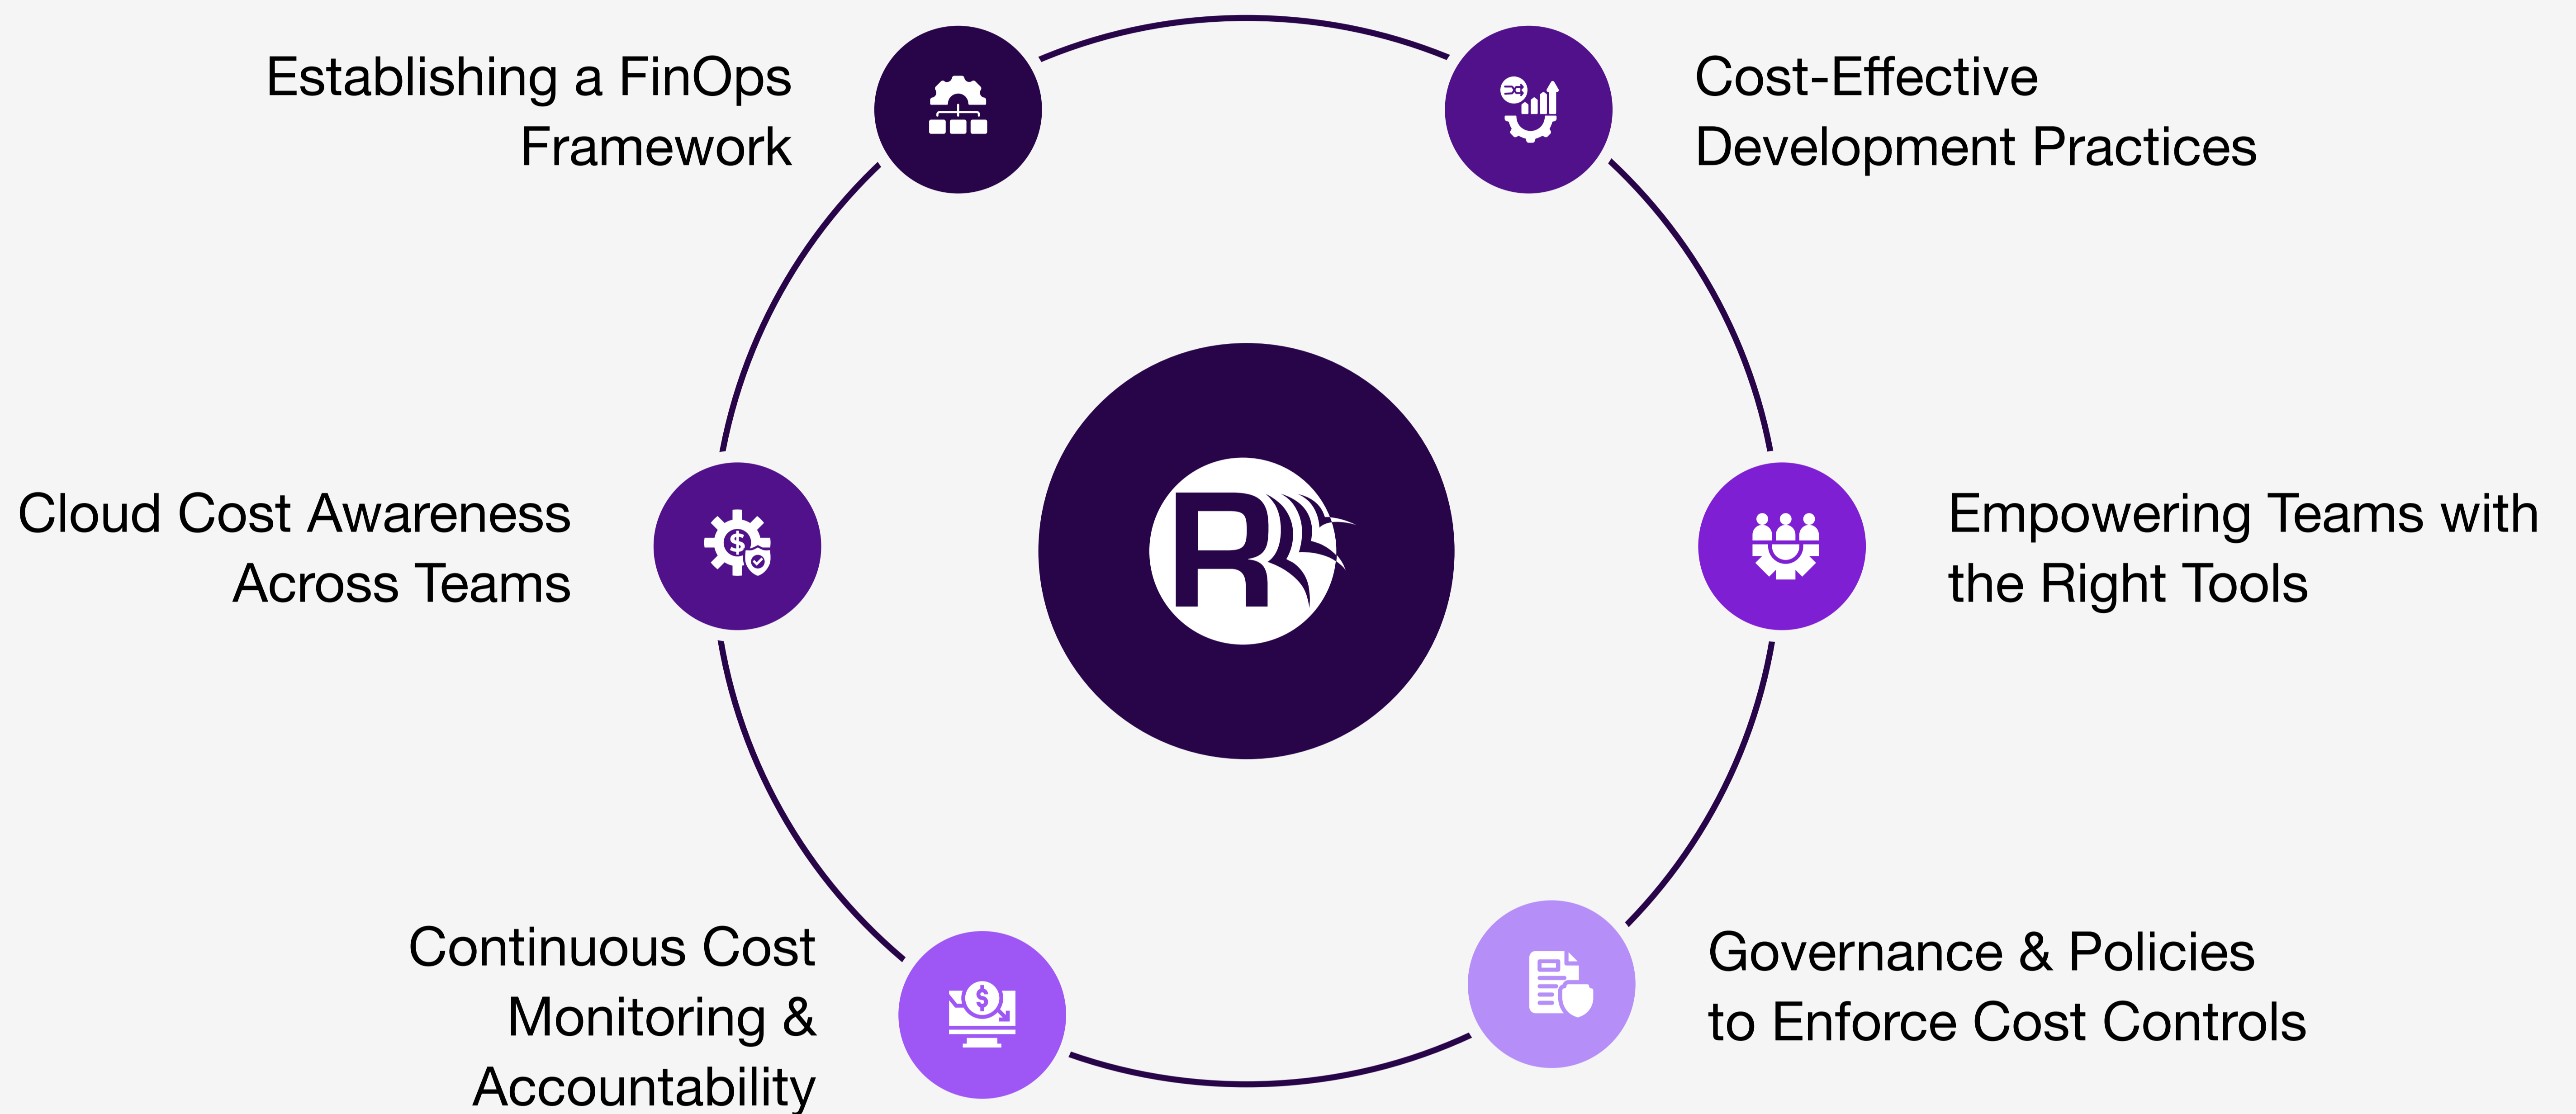 Establishing a FinOps
Framework
Cost-Effective
Development Practices
Cloud Cost Awareness
Across Teams
R
Empowering Teams with
the Right Tools
Continuous Cost
Monitoring &
Accountability
Governance & Policies
to Enforce Cost Controls